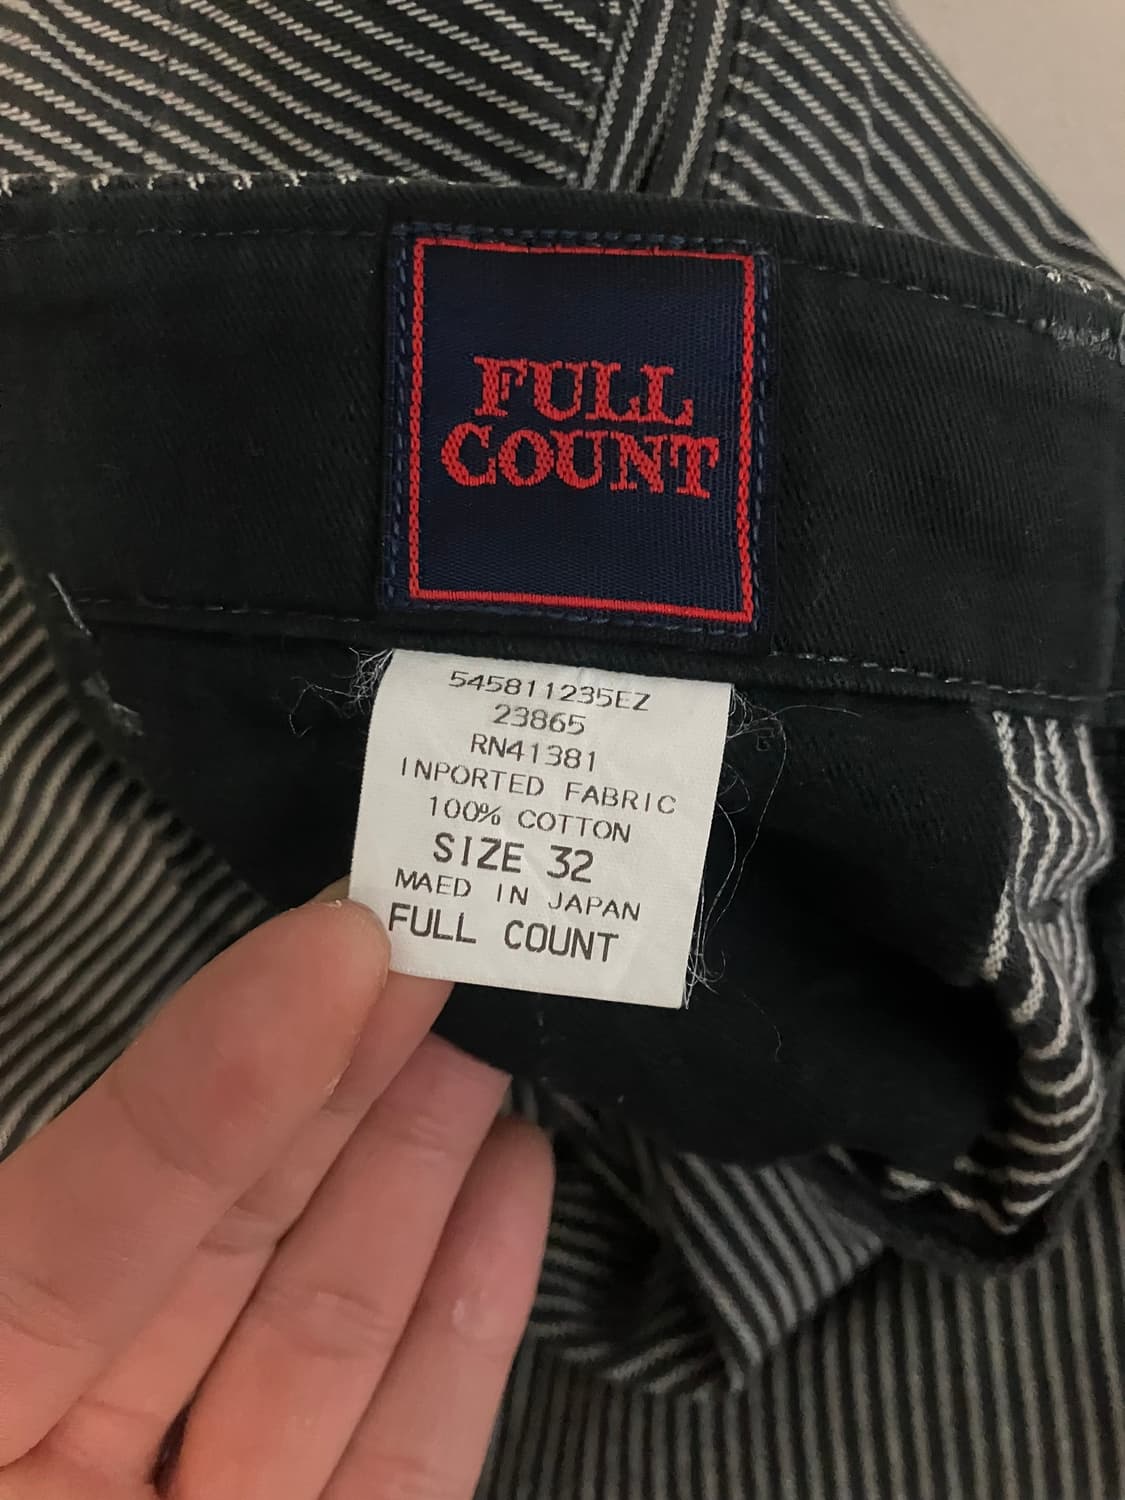 FULL
COUNT
545811235EZ
23865
RN41381
INPORTED FABRIC
100% COTTON
SIZE 32
MAED IN JAPAN
FULL COUNT